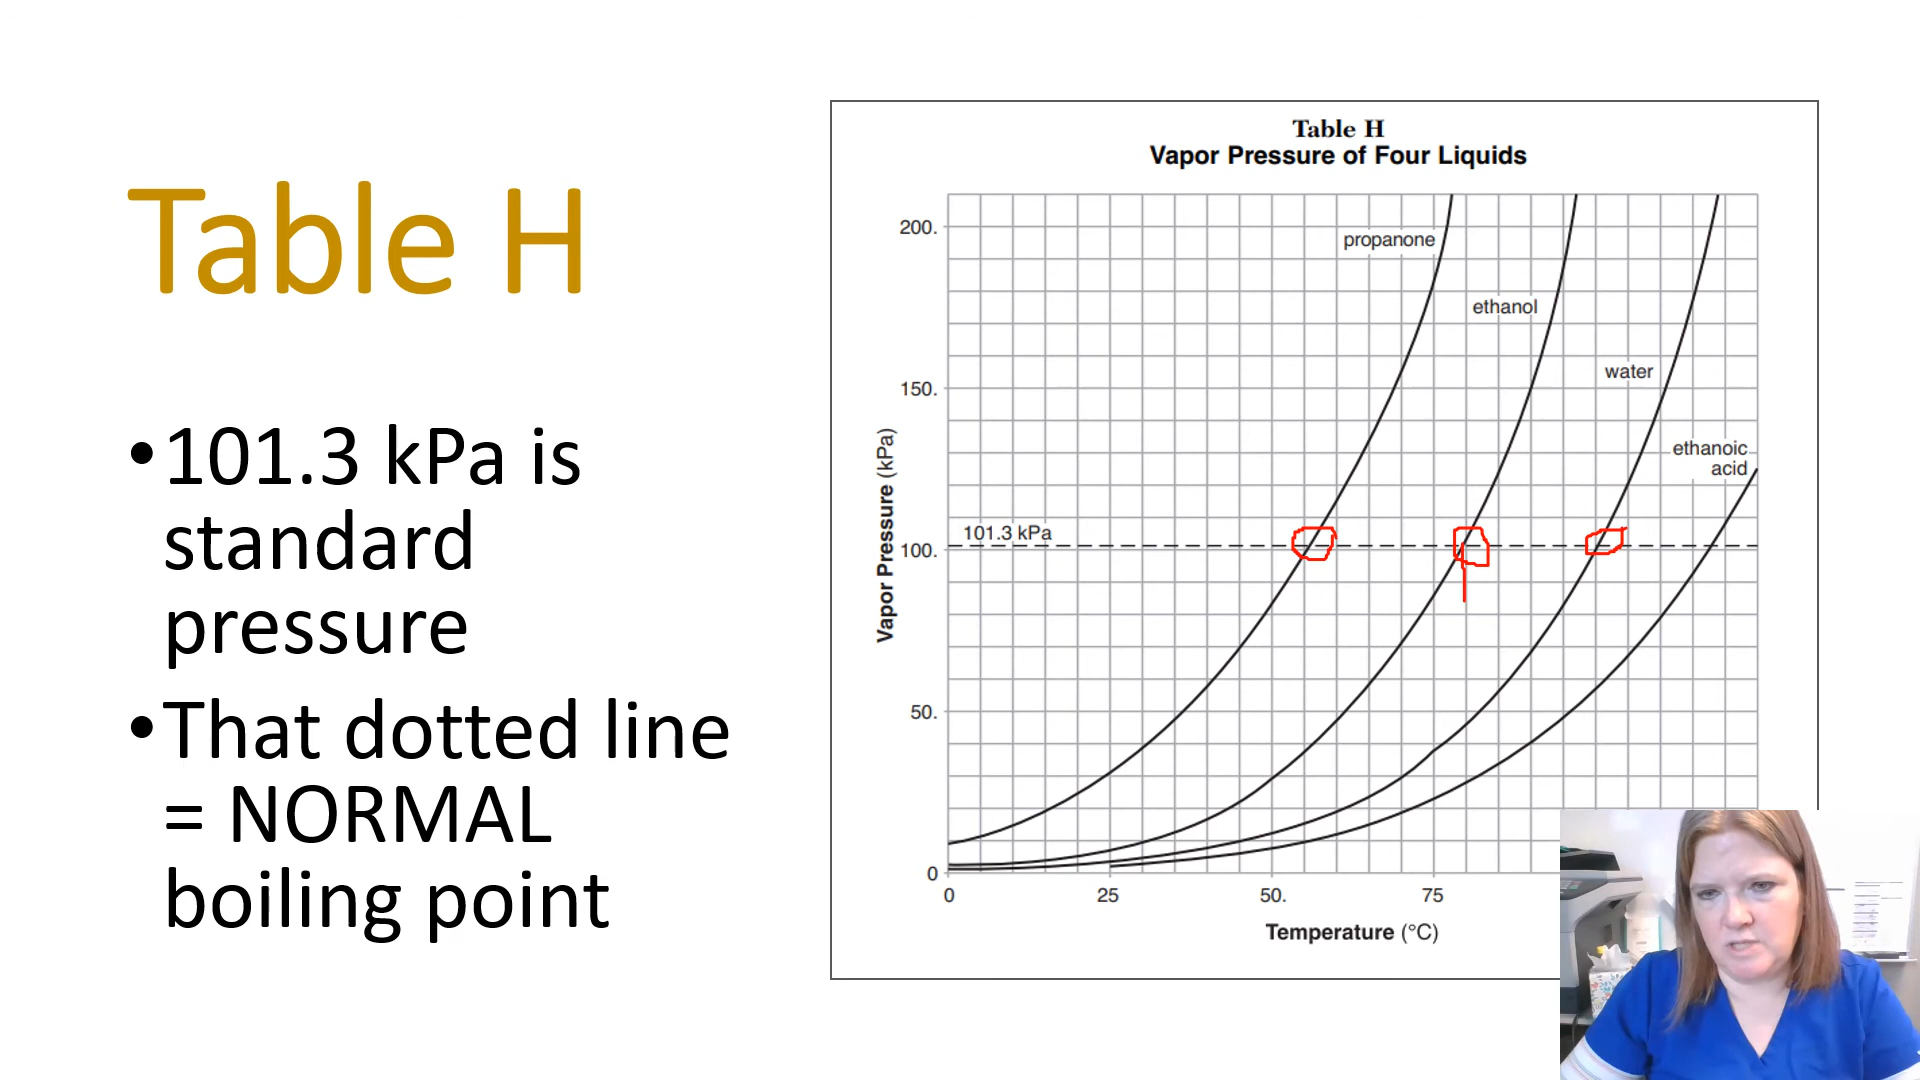 Table H
•101.3 kPa is
standard
pressure
•That dotted line
= NORMAL
boiling point
Table H
Vapor Pressure of Four Liquids
200.
propanone
ethanol
150.
water
ethanoic
acid
101.3 kPa
100.
50.
0
0 25 50. 75
Vapor Pressure (kPa)
Temperature (°C)